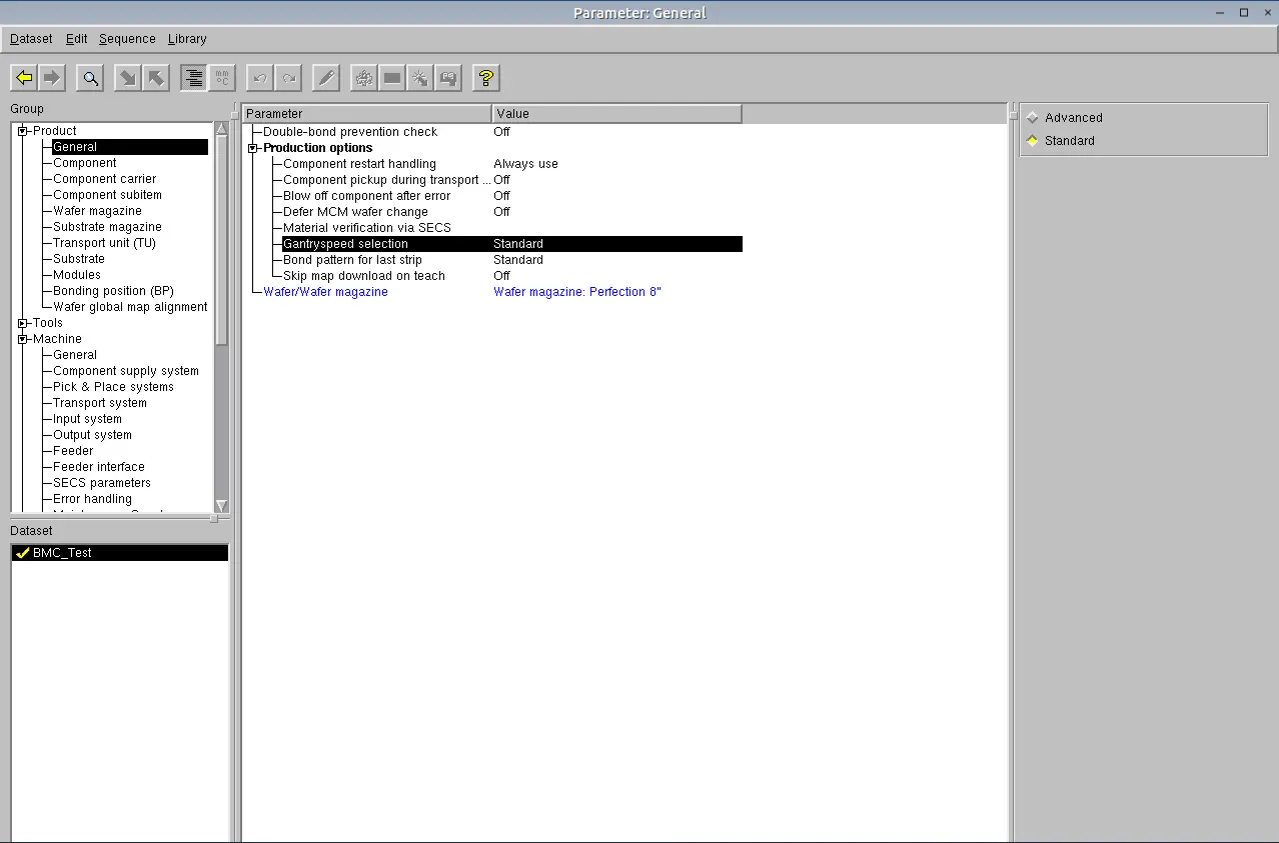 Parameter: General
Dataset Edit Sequence Library
mm °C
?
Group
Product
General
Component
Component carrier
Component subitem
Wafer magazine
Substrate magazine
Transport unit (TU)
Substrate
Modules
Bonding position (BP)
Wafer global map alignment
Tools
Machine
General
Component supply system
Pick & Place systems
Transport system
Input system
Output system
Feeder
Feeder interface
SECS parameters
Error handling
Dataset
BMC_Test
Parameter Value
Double-bond prevention check Off
Production options
Component restart handling Always use
Component pickup during transport ... Off
Blow off component after error Off
Defer MCM wafer change Off
Material verification via SECS
Gantryspeed selection Standard
Bond pattern for last strip Standard
Skip map download on teach Off
Wafer/Wafer magazine Wafer magazine: Perfection 8"
Advanced
Standard